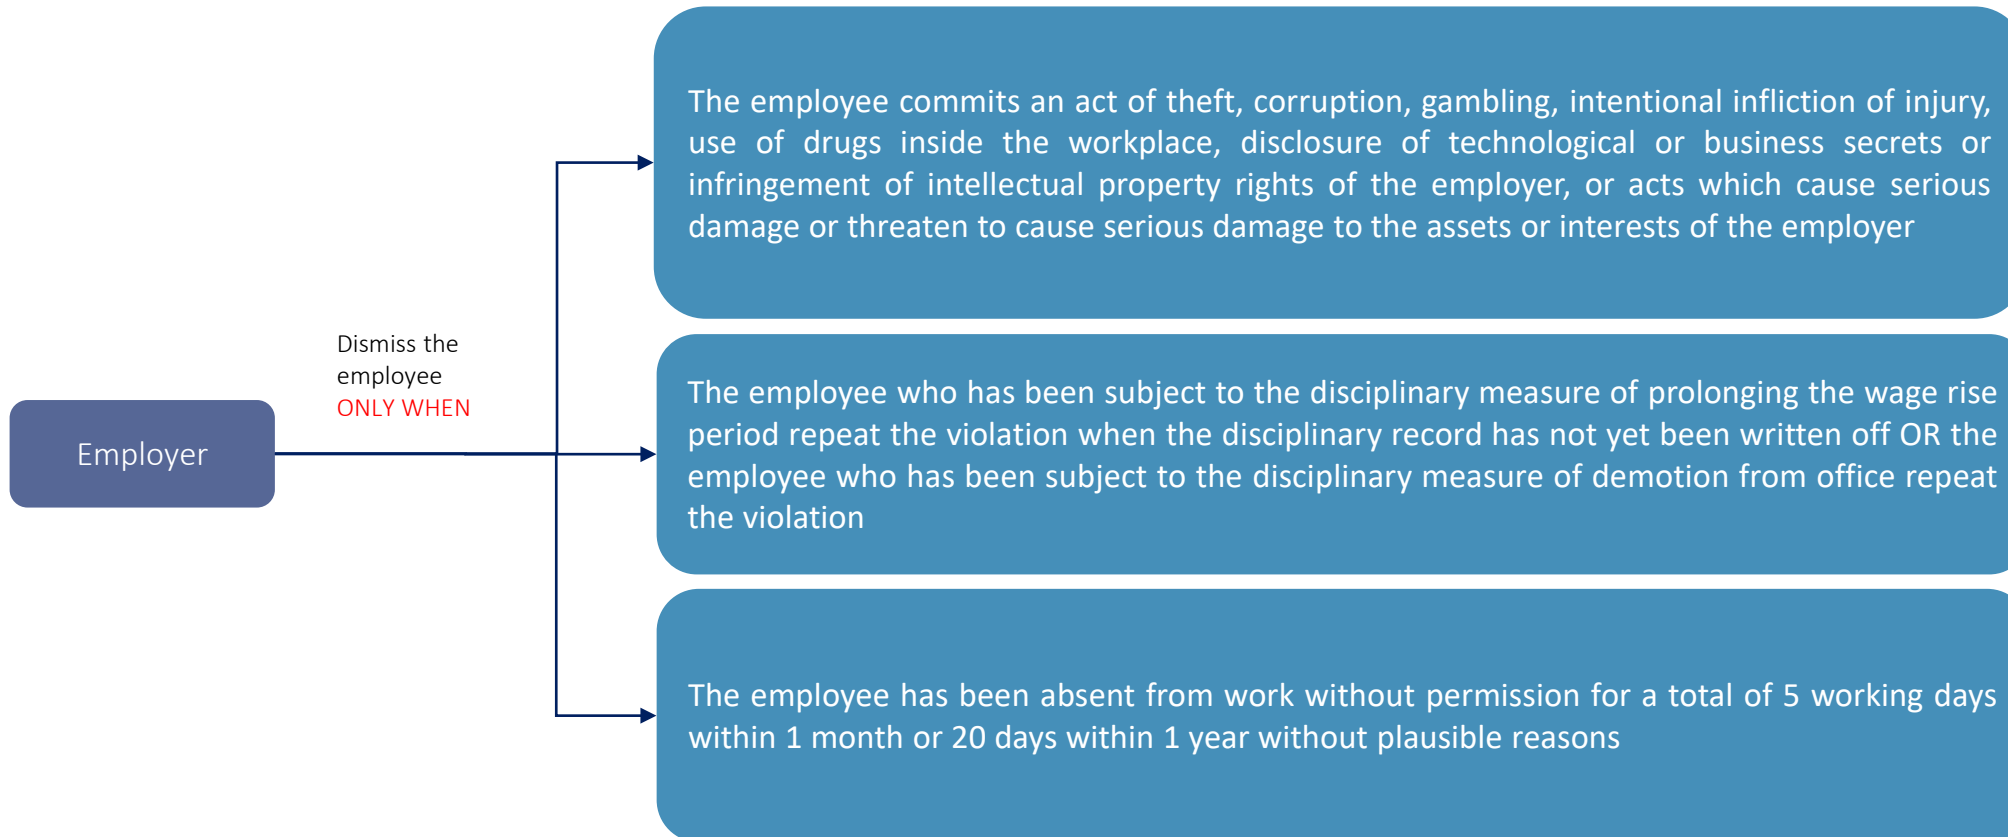 The employee commits an act of theft, corruption, gambling, intentional infliction of injury,
use of drugs inside the workplace, disclosure of technological or business secrets or
infringement of intellectual property rights of the employer, or acts which cause serious
damage or threaten to cause serious damage to the assets or interests of the employer
Dismiss the
employee
ONLY WHEN
Employer
The employee who has been subject to the disciplinary measure of prolonging the wage rise
period repeat the violation when the disciplinary record has not yet been written off OR the
employee who has been subject to the disciplinary measure of demotion from office repeat
the violation
The employee has been absent from work without permission for a total of 5 working days
within 1 month or 20 days within 1 year without plausible reasons